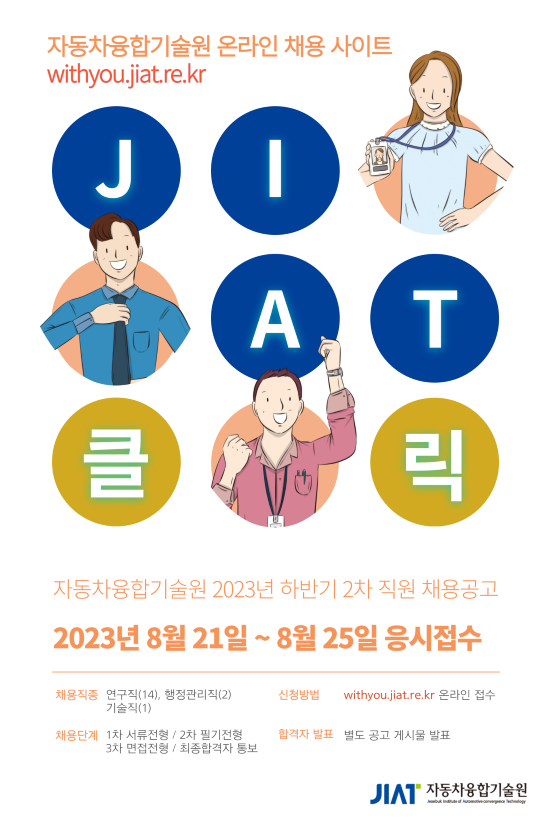 자동차융합기술원 온라인 채용 사이트
withyou.jiat.re.kr
J I
A T
클 릭
자동차융합기술원 2023년 하반기 2차 직원 채용공고
2023년 8월 21일 ~ 8월 25일 응시접수
채용직종 연구직(14), 행정관리직(2)
기술직(1)
신청방법 withyou.jiat.re.kr 온라인 접수
채용단계 1차 서류전형 / 2차 필기전형
3차 면접전형 / 최종합격자 통보
합격자 발표 별도 공고 게시물 발표
JIAT 자동차융합기술원
Jeonbuk Institute of Automotive convergence Technology